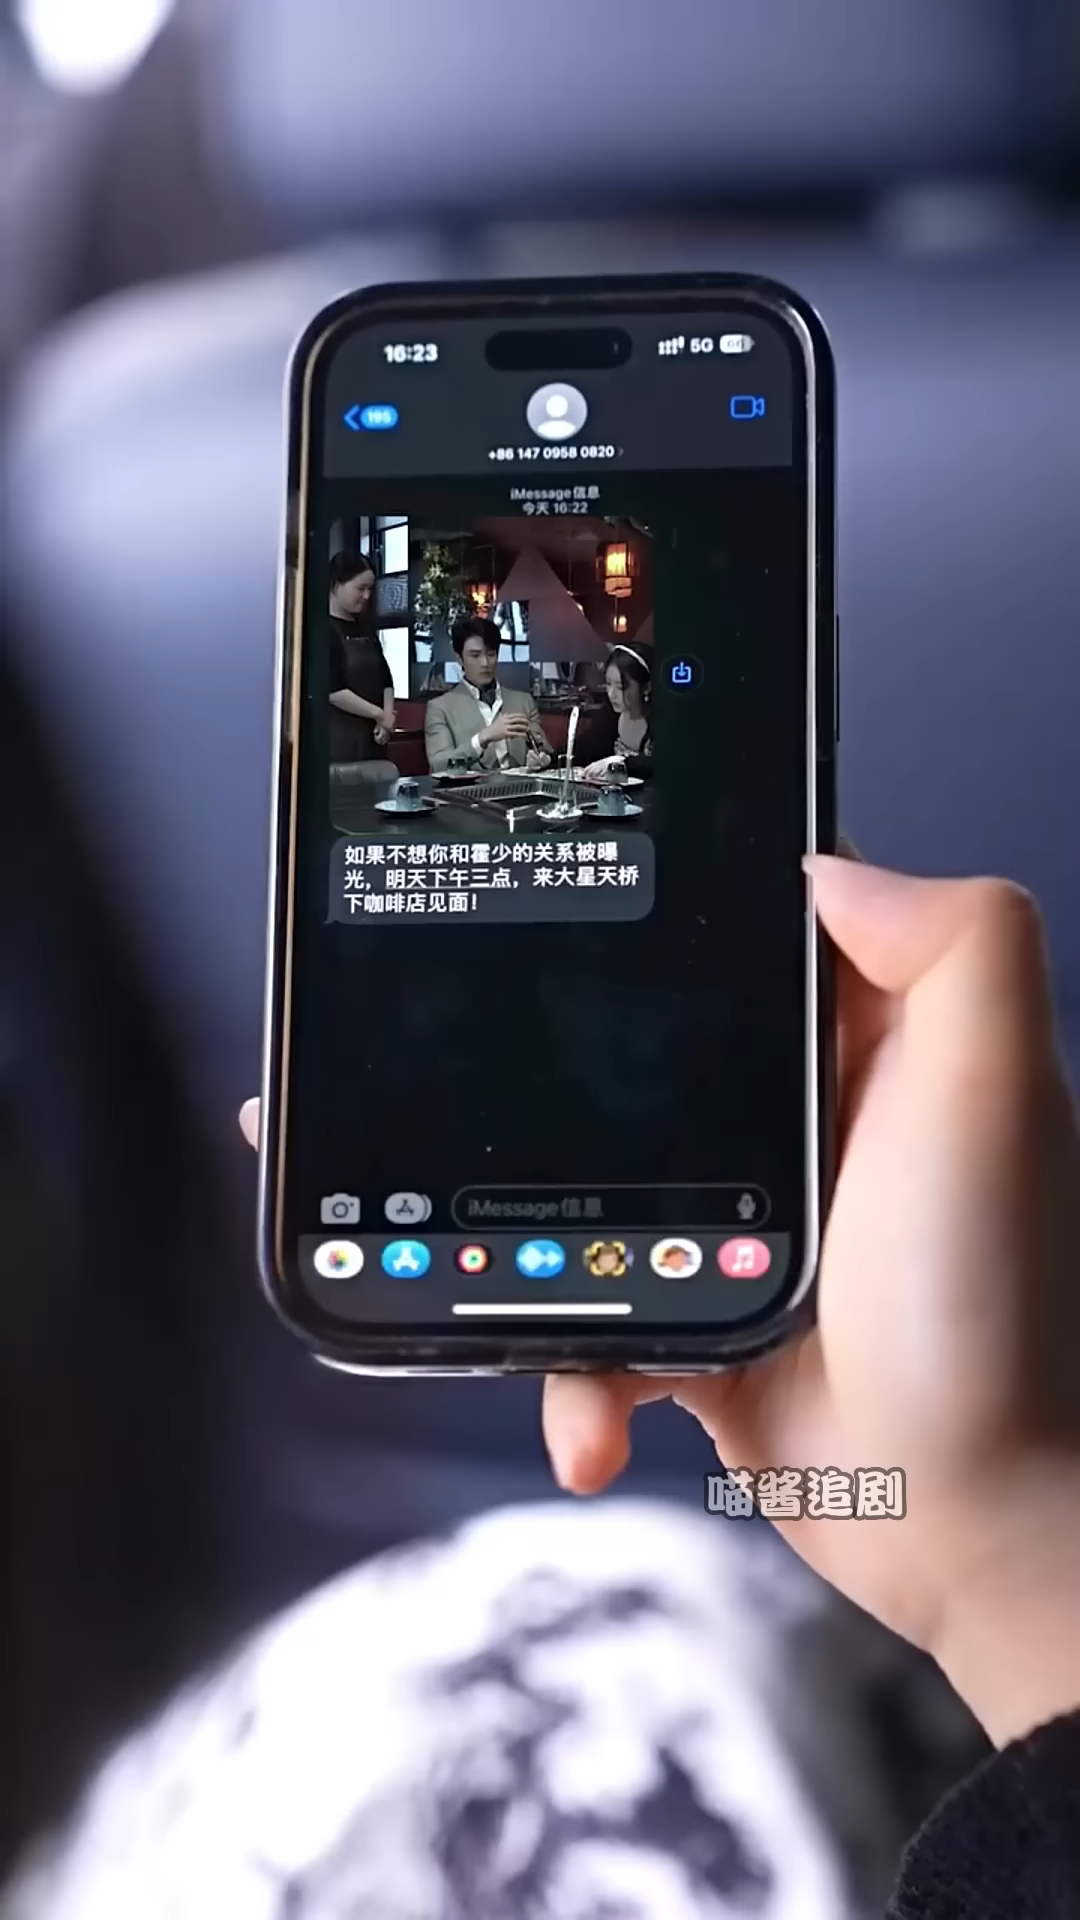 16:23
5G
195
+86 147 0958 0820
iMessage信息
今天 16:22
如果不想你和霍少的关系被曝
光，明天下午三点，来大星天桥
下咖啡店见面！
iMessage信息
喵酱追剧